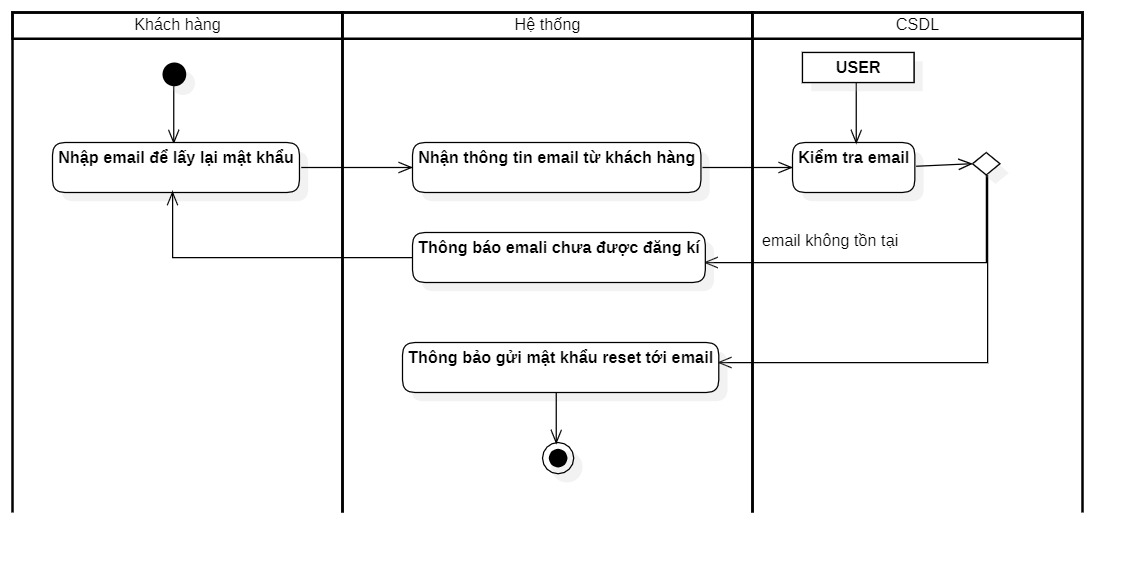 Khách hàng
Hệ thống
CSDL
USER
Nhập email để lấy lại mật khẩu
Nhận thông tin email từ khách hàng
Kiểm tra email
Thông báo emali chưa được đăng kí
email không tồn tại
Thông bảo gửi mật khẩu reset tới email